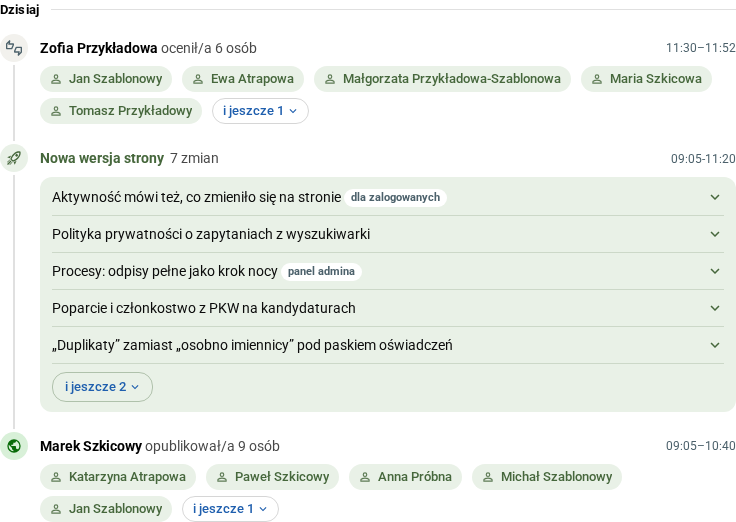 Dzisiaj
Zofia Przykładowa ocenił/a 6 osób 11:30–11:52
Jan Szablonowy Ewa Atrapowa Małgorzata Przykładowa-Szablonowa Maria Szkicowa
Tomasz Przykładowy i jeszcze 1
Nowa wersja strony 7 zmian 09:05-11:20
Aktywność mówi też, co zmieniło się na stronie dla zalogowanych
Polityka prywatności o zapytaniach z wyszukiwarki
Procesy: odpisy pełne jako krok nocy panel admina
Poparcie i członkostwo z PKW na kandydaturach
„Duplikaty” zamiast „osobno imiennicy” pod paskiem oświadczeń
i jeszcze 2
Marek Szkicowy opublikował/a 9 osób 09:05–10:40
Katarzyna Atrapowa Paweł Szkicowy Anna Próbna Michał Szablonowy
Jan Szablonowy i jeszcze 1